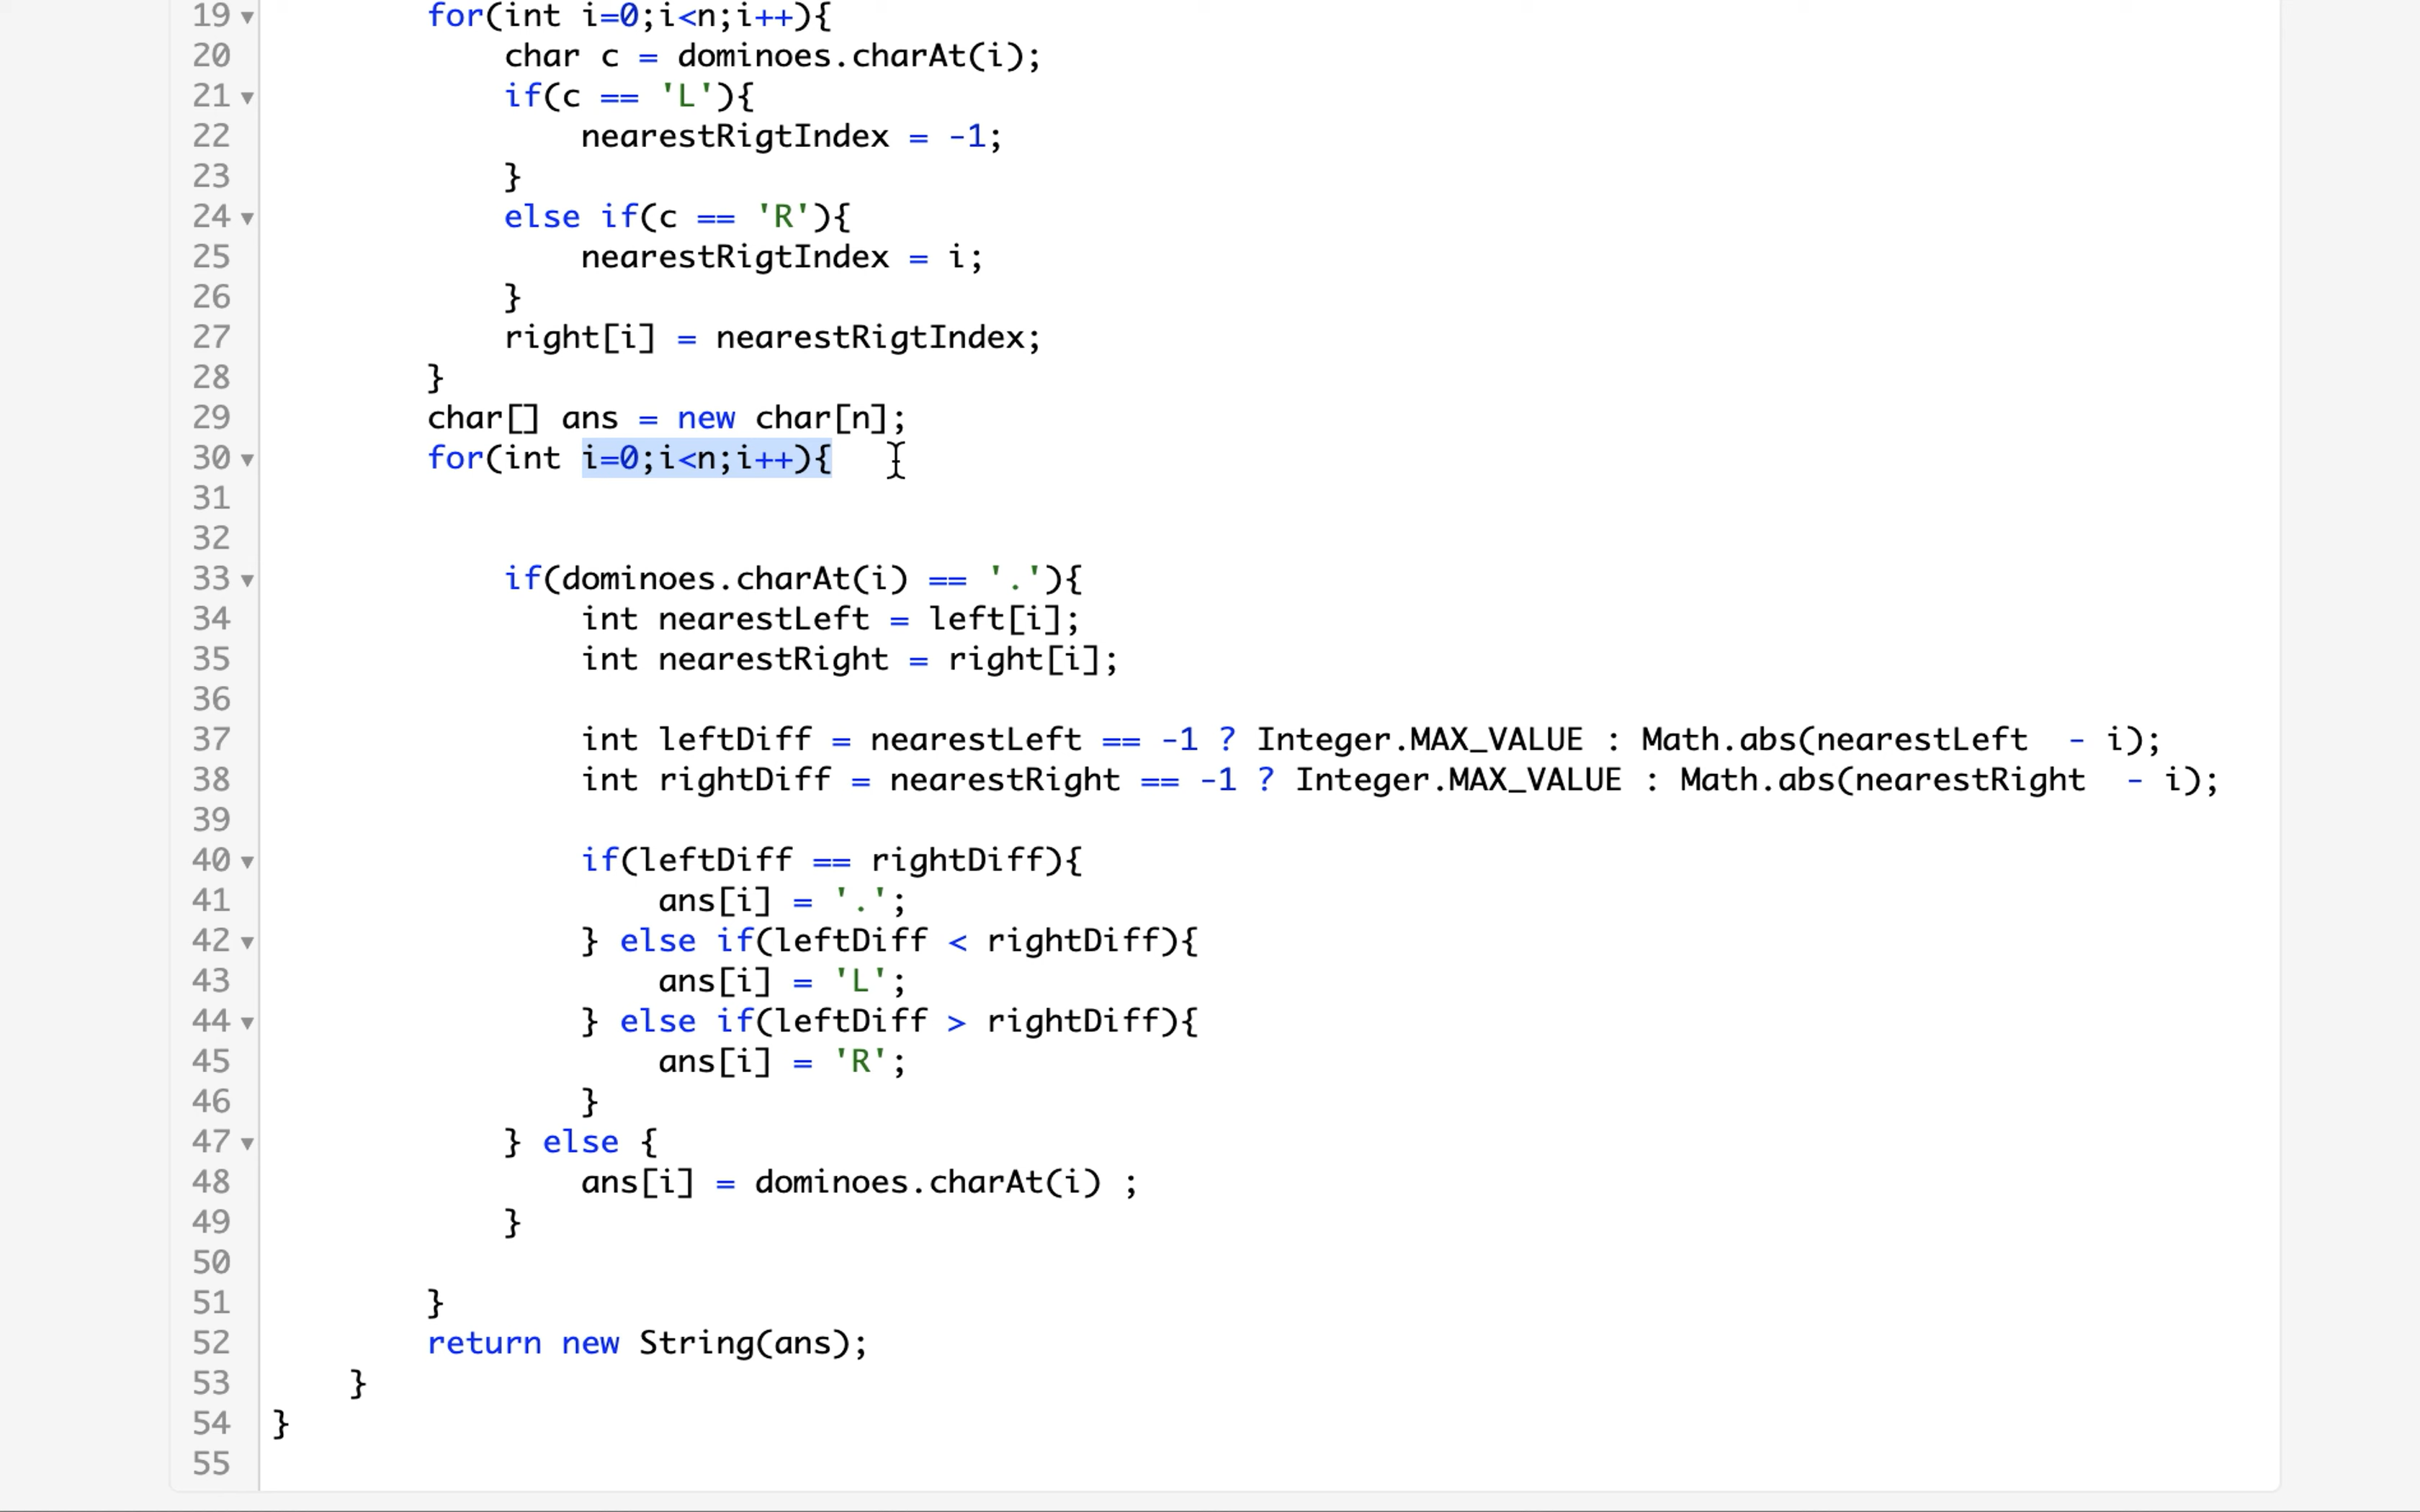 19 for(int i=0;i<n;i++){
20 char c = dominoes.charAt(i);
21 if(c == 'L'){
22 nearestRigtIndex = -1;
23 }
24 else if(c == 'R'){
25 nearestRigtIndex = i;
26 }
27 right[i] = nearestRigtIndex;
28 }
29 char[] ans = new char[n];
30 for(int i=0;i<n;i++){
31
32
33 if(dominoes.charAt(i) == '.'){
34 int nearestLeft = left[i];
35 int nearestRight = right[i];
36
37 int leftDiff = nearestLeft == -1 ? Integer.MAX_VALUE : Math.abs(nearestLeft  - i);
38 int rightDiff = nearestRight == -1 ? Integer.MAX_VALUE : Math.abs(nearestRight  - i);
39
40 if(leftDiff == rightDiff){
41 ans[i] = '.';
42 } else if(leftDiff < rightDiff){
43 ans[i] = 'L';
44 } else if(leftDiff > rightDiff){
45 ans[i] = 'R';
46 }
47 } else {
48 ans[i] = dominoes.charAt(i) ;
49 }
50
51 }
52 return new String(ans);
53 }
54 }
55